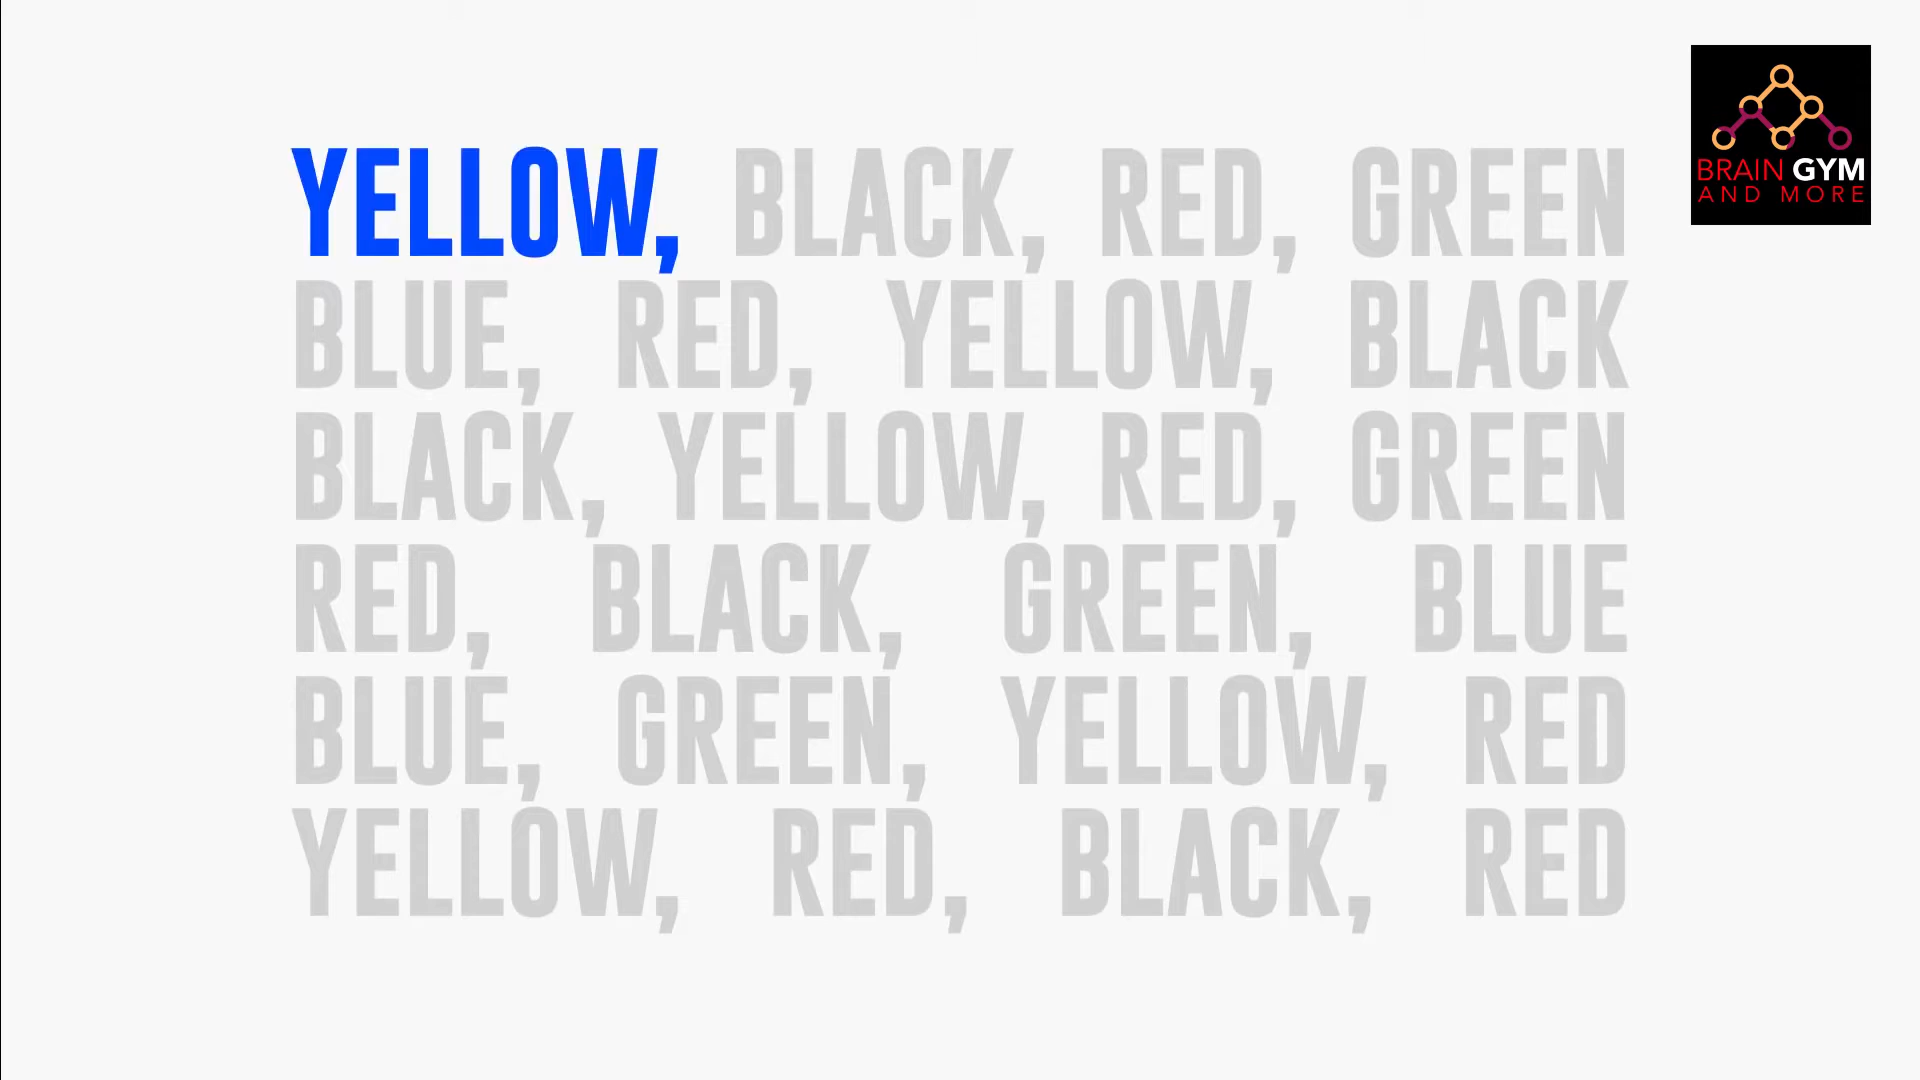 YELLOW, BLACK, RED, GREEN
BLUE, RED, YELLOW, BLACK
BLACK, YELLOW, RED, GREEN
RED, BLACK, GREEN, BLUE
BLUE, GREEN, YELLOW, RED
YELLOW, RED, BLACK, RED
BRAIN GYM
AND MORE